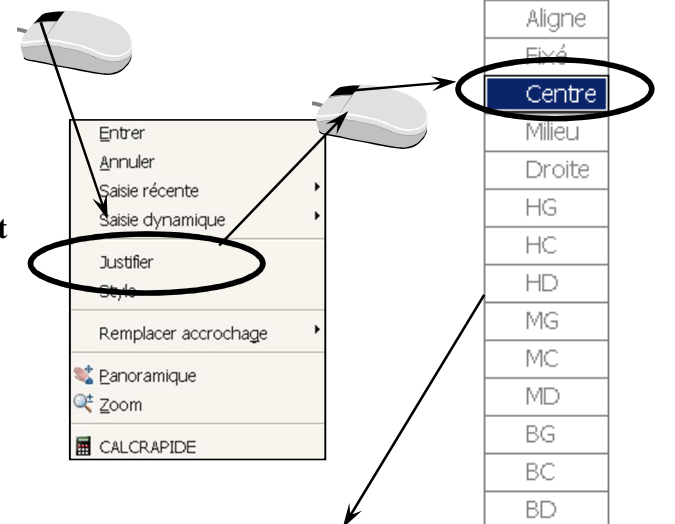 t
Entrer
Annuler
Saisie récente
Saisie dynamique
Justifier
Style
Remplacer accrochage
Panoramique
Zoom
CALCRAPIDE
Aligne
Fixé
Centre
Milieu
Droite
HG
HC
HD
MG
MC
MD
BG
BC
BD